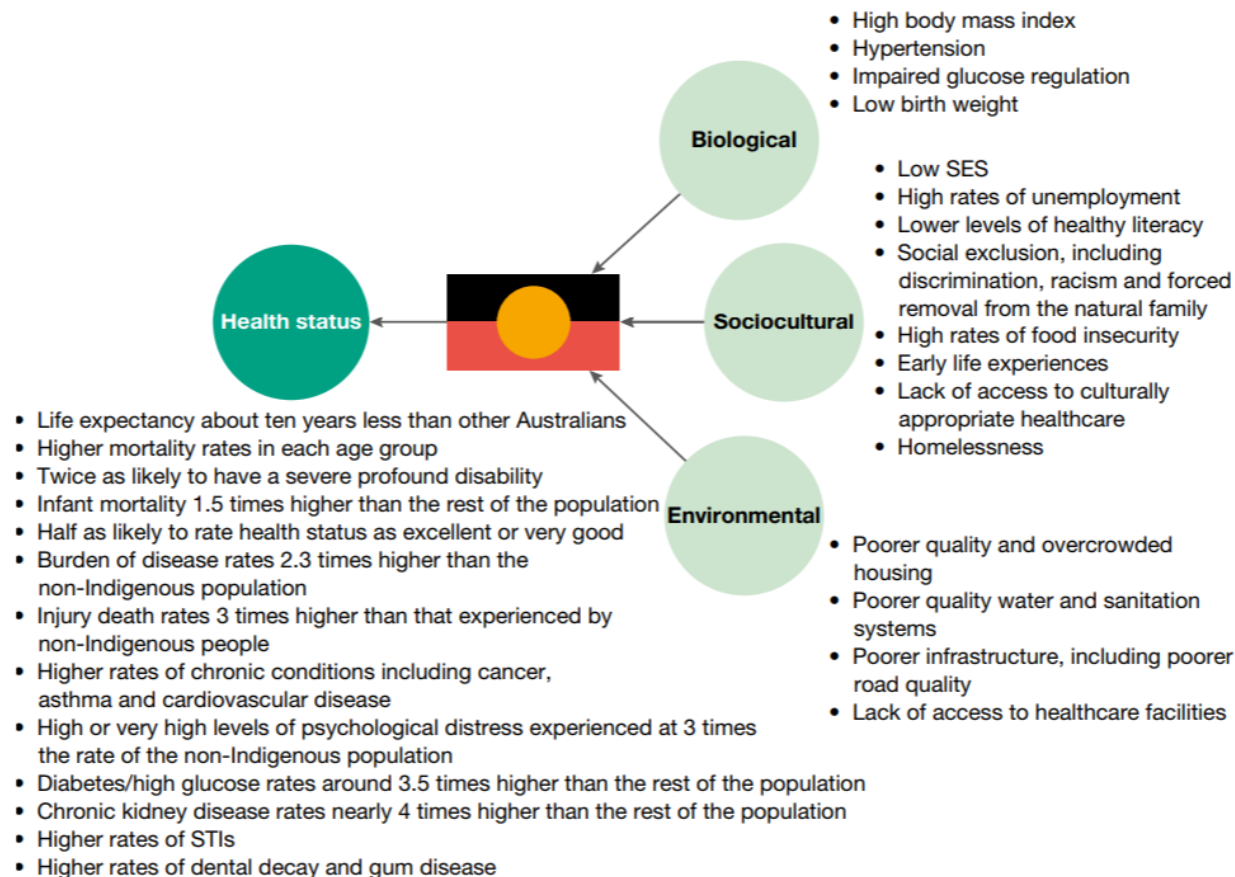 • High body mass index
• Hypertension
• Impaired glucose regulation
• Low birth weight
Biological
• Low SES
• High rates of unemployment
• Lower levels of healthy literacy
• Social exclusion, including
discrimination, racism and forced
removal from the natural family
• High rates of food insecurity
• Early life experiences
• Lack of access to culturally
appropriate healthcare
• Homelessness
Sociocultural
Health status
• Life expectancy about ten years less than other Australians
• Higher mortality rates in each age group
• Twice as likely to have a severe profound disability
• Infant mortality 1.5 times higher than the rest of the population
• Half as likely to rate health status as excellent or very good
• Burden of disease rates 2.3 times higher than the
non-Indigenous population
• Injury death rates 3 times higher than that experienced by
non-Indigenous people
• Higher rates of chronic conditions including cancer,
asthma and cardiovascular disease
• High or very high levels of psychological distress experienced at 3 times
the rate of the non-Indigenous population
• Diabetes/high glucose rates around 3.5 times higher than the rest of the population
• Chronic kidney disease rates nearly 4 times higher than the rest of the population
• Higher rates of STIs
• Higher rates of dental decay and gum disease
Environmental
• Poorer quality and overcrowded
housing
• Poorer quality water and sanitation
systems
• Poorer infrastructure, including poorer
road quality
• Lack of access to healthcare facilities